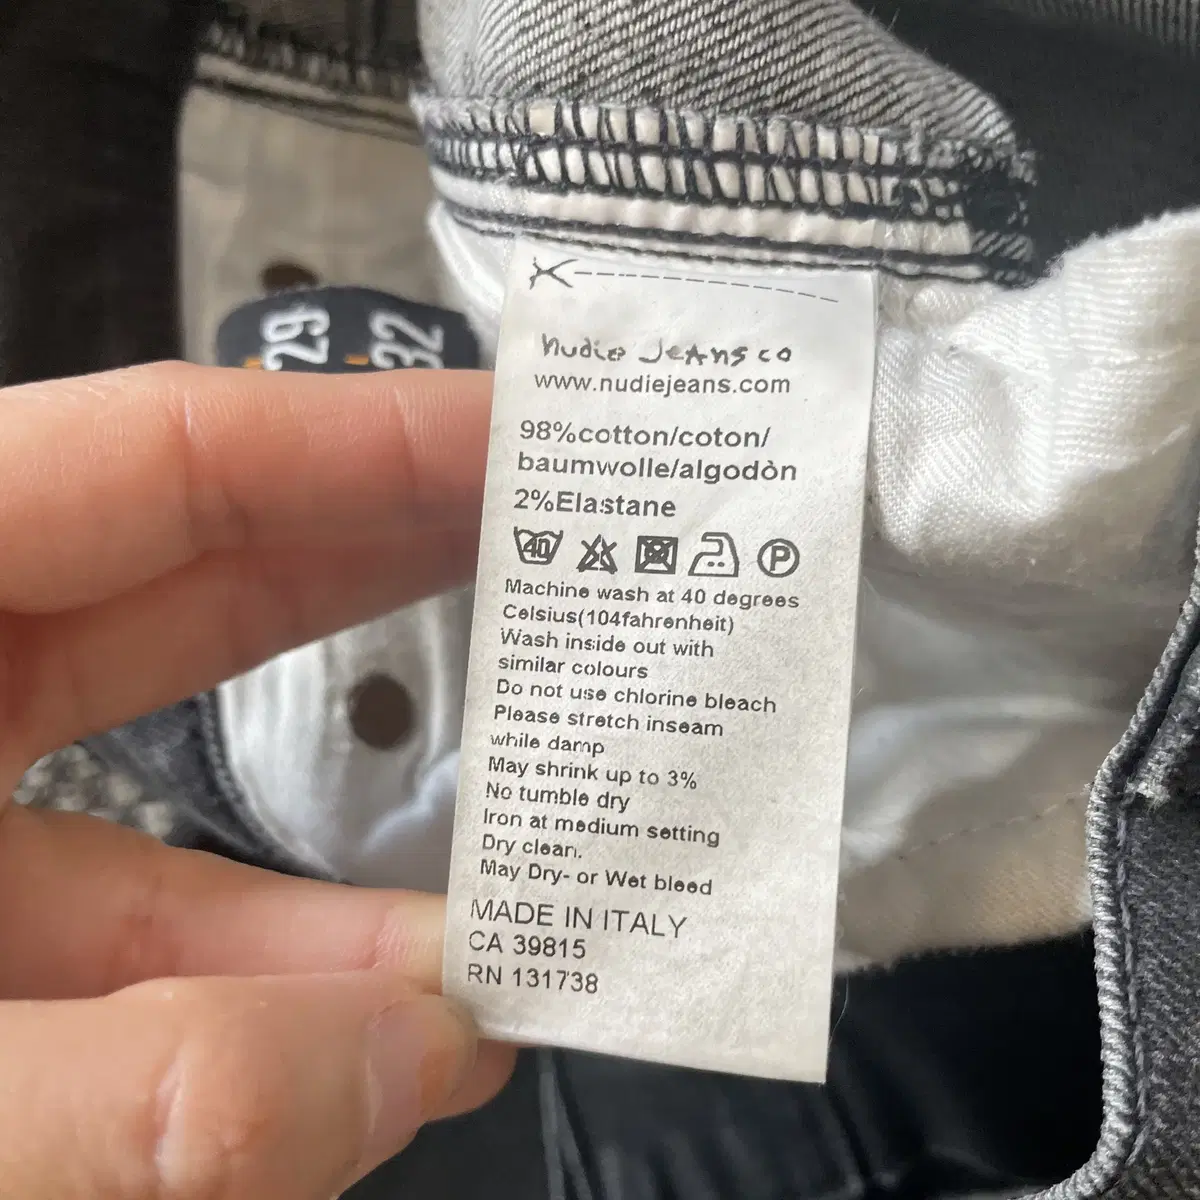 29 32
nudie Jeans co
www.nudiejeans.com
98%cotton/coton/
baumwolle/algodòn
2%Elastane
40 P
Machine wash at 40 degrees
Celsius(104fahrenheit)
Wash inside out with
similar colours
Do not use chlorine bleach
Please stretch inseam
while damp
May shrink up to 3%
No tumble dry
Iron at medium setting
Dry clean.
May Dry- or Wet bleed
MADE IN ITALY
CA 39815
RN 131738